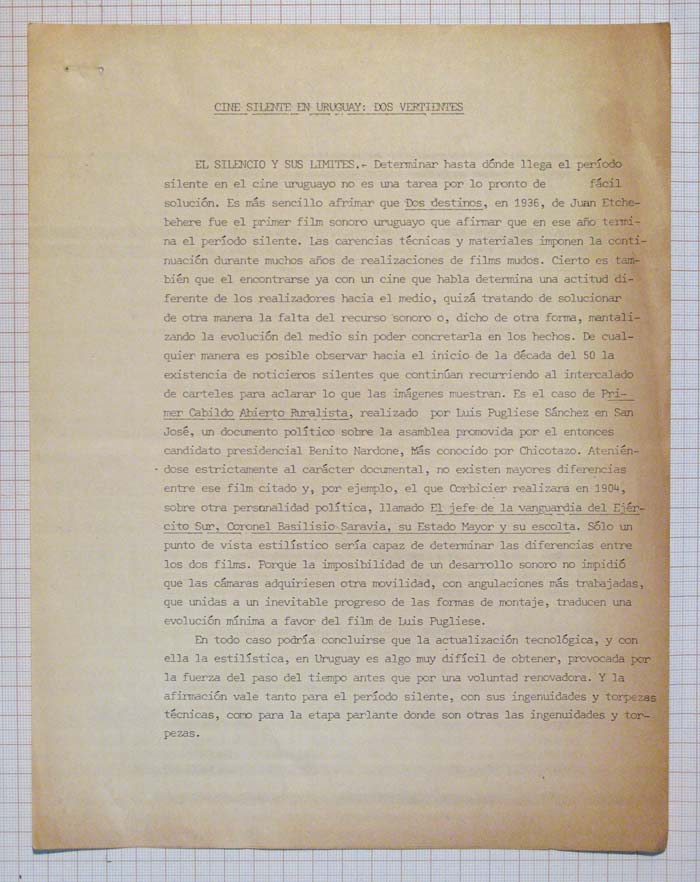 CINE SILENTE EN URUGUAY: DOS VERTIENTES
EL SILENCIO Y SUS LIMITES.- Determinar hasta dónde llega el período
silente en el cine uruguayo no es una tarea por lo pronto de fácil
solución. Es más sencillo afrimar que Dos destinos, en 1936, de Juan Etche-
behere fue el primer film sonoro uruguayo que afirmar que en ese año termi-
na el período silente. Las carencias técnicas y materiales imponen la conti-
nuación durante muchos años de realizaciones de films mudos. Cierto es tam-
bién que el encontrarse ya con un cine que habla determina una actitud di-
ferente de los realizadores hacia el medio, quizá tratando de solucionar
de otra manera la falta del recurso sonoro o, dicho de otra forma, mentali-
zando la evolución del medio sin poder concretarla en los hechos. De cual-
quier manera es posible observar hacia el inicio de la década del 50 la
existencia de noticieros silentes que continúan recurriendo al intercalado
de carteles para aclarar lo que las imágenes muestran. Es el caso de Pri-
mer Cabildo Abierto Ruralista, realizado por Luis Pugliese Sánchez en San
José, un documento político sobre la asamblea promovida por el entonces
candidato presidencial Benito Nardone, Más conocido por Chicotazo. Atenién-
dose estrictamente al carácter documental, no existen mayores diferencias
entre ese film citado y, por ejemplo, el que Corbicier realizara en 1904,
sobre otra personalidad política, llamado El jefe de la vanguardia del Ejér-
cito Sur, Coronel Basilisio Saravia, su Estado Mayor y su escolta. Sólo un
punto de vista estilístico sería capaz de determinar las diferencias entre
los dos films. Porque la imposibilidad de un desarrollo sonoro no impidió
que las cámaras adquiriesen otra movilidad, con angulaciones más trabajadas,
que unidas a un inevitable progreso de las formas de montaje, traducen una
evolución mínima a favor del film de Luis Pugliese.
En todo caso podría concluirse que la actualización tecnológica, y con
ella la estilística, en Uruguay es algo muy difícil de obtener, provocada por
la fuerza del paso del tiempo antes que por una voluntad renovadora. Y la
afirmación vale tanto para el período silente, con sus ingenuidades y torpezas
técnicas, como para la etapa parlante donde son otras las ingenuidades y tor-
pezas.